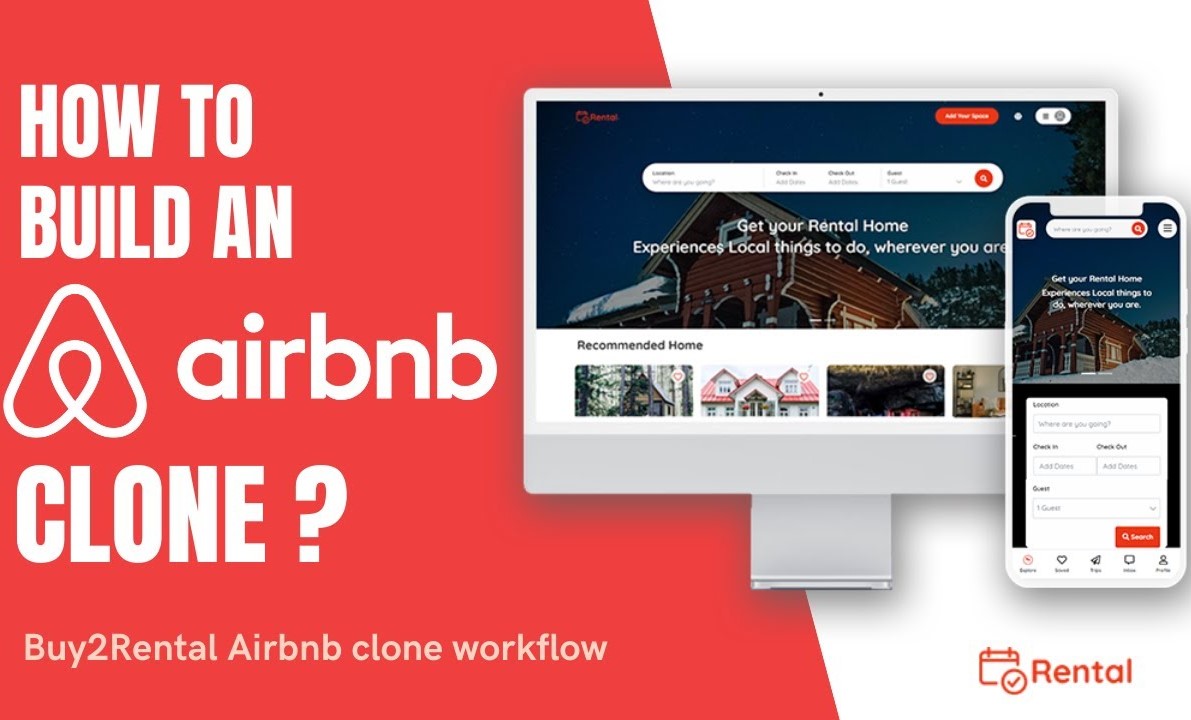 HOW TO
BUILD AN
airbnb
CLONE ?
Buy2Rental Airbnb clone workflow
Rental
Add Your Space
Location
Where are you going?
Check In
Add Dates
Check Out
Add Dates
Guest
1 Guest
Get your Rental Home
Experiences Local things to do, wherever you are
Recommended Home
Where are you going?
Get your Rental Home
Experiences Local things to
do, wherever you are.
Location
Where are you going?
Check In
Check Out
Add Dates
Add Dates
Guest
1 Guest
Search
Explore
Saved
Trips
Inbox
Profile
Rental